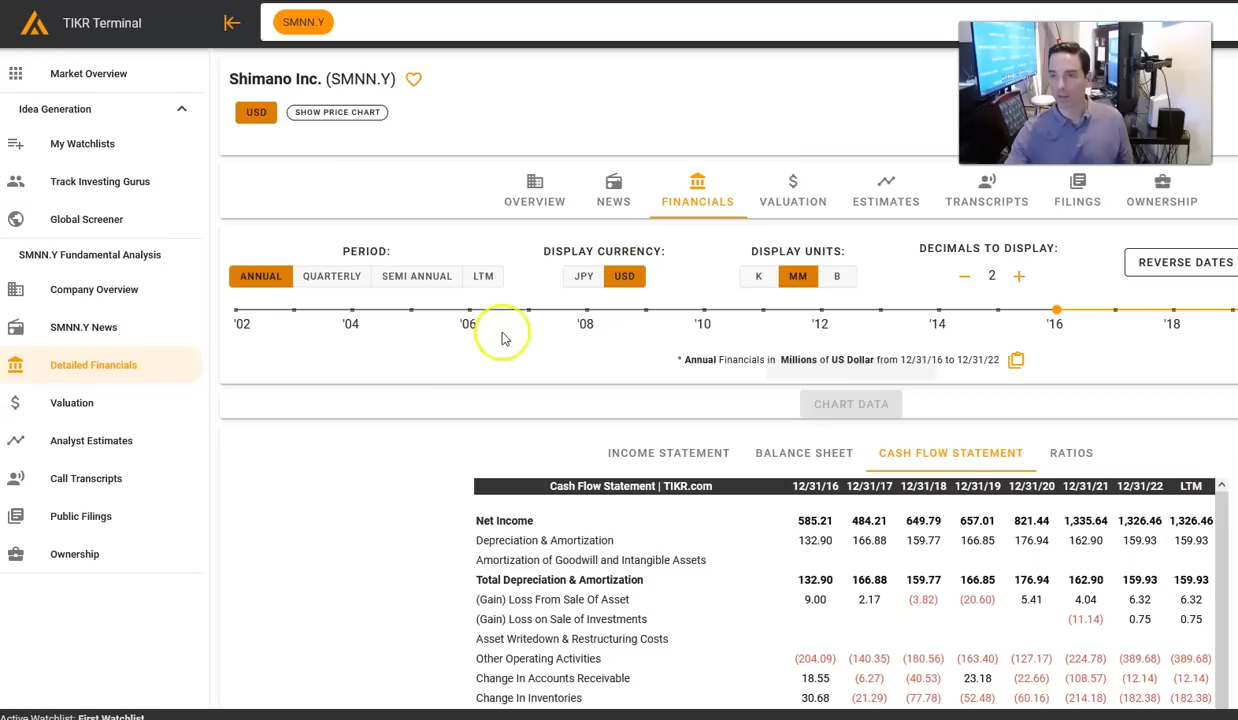 TIKR Terminal
SMNN.Y
Shimano Inc. (SMNN.Y)
USD
SHOW PRICE CHART
Market Overview
Idea Generation
My Watchlists
Track Investing Gurus
Global Screener
SMNN.Y Fundamental Analysis
Company Overview
SMNN.Y News
Detailed Financials
Valuation
Analyst Estimates
Call Transcripts
Public Filings
Ownership
Active Watchlist: First Watchlist
OVERVIEW NEWS FINANCIALS VALUATION ESTIMATES TRANSCRIPTS FILINGS OWNERSHIP
PERIOD: DISPLAY CURRENCY: DISPLAY UNITS: DECIMALS TO DISPLAY:
ANNUAL QUARTERLY SEMI ANNUAL LTM JPY USD K MM B − 2 + REVERSE DATES
'02 '04 '06 '08 '10 '12 '14 '16 '18
* Annual Financials in Millions of US Dollar from 12/31/16 to 12/31/22
CHART DATA
INCOME STATEMENT BALANCE SHEET CASH FLOW STATEMENT RATIOS
Cash Flow Statement | TIKR.com 12/31/16 12/31/17 12/31/18 12/31/19 12/31/20 12/31/21 12/31/22 LTM
Net Income 585.21 484.21 649.79 657.01 821.44 1,335.64 1,326.46 1,326.46
Depreciation & Amortization 132.90 166.88 159.77 166.85 176.94 162.90 159.93 159.93
Amortization of Goodwill and Intangible Assets
Total Depreciation & Amortization 132.90 166.88 159.77 166.85 176.94 162.90 159.93 159.93
(Gain) Loss From Sale Of Asset 9.00 2.17 (3.82) (20.60) 5.41 4.04 6.32 6.32
(Gain) Loss on Sale of Investments (11.14) 0.75 0.75
Asset Writedown & Restructuring Costs
Other Operating Activities (204.09) (140.35) (180.56) (163.40) (127.17) (224.78) (389.68) (389.68)
Change In Accounts Receivable 18.55 (6.27) (40.53) 23.18 (22.66) (108.57) (12.14) (12.14)
Change In Inventories 30.68 (21.29) (77.78) (52.48) (60.16) (214.18) (182.38) (182.38)